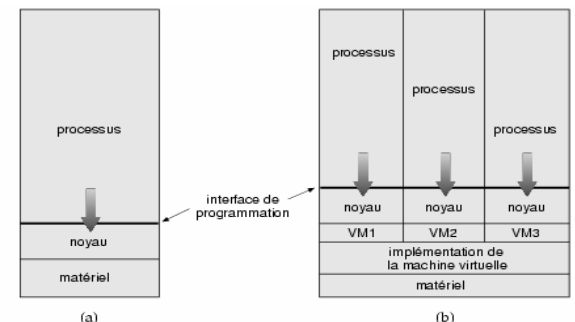 processus
interface de
programmation
noyau
matériel
(a)
processus
processus
processus
noyau
noyau
noyau
VM1
VM2
VM3
implémentation de
la machine virtuelle
matériel
(b)